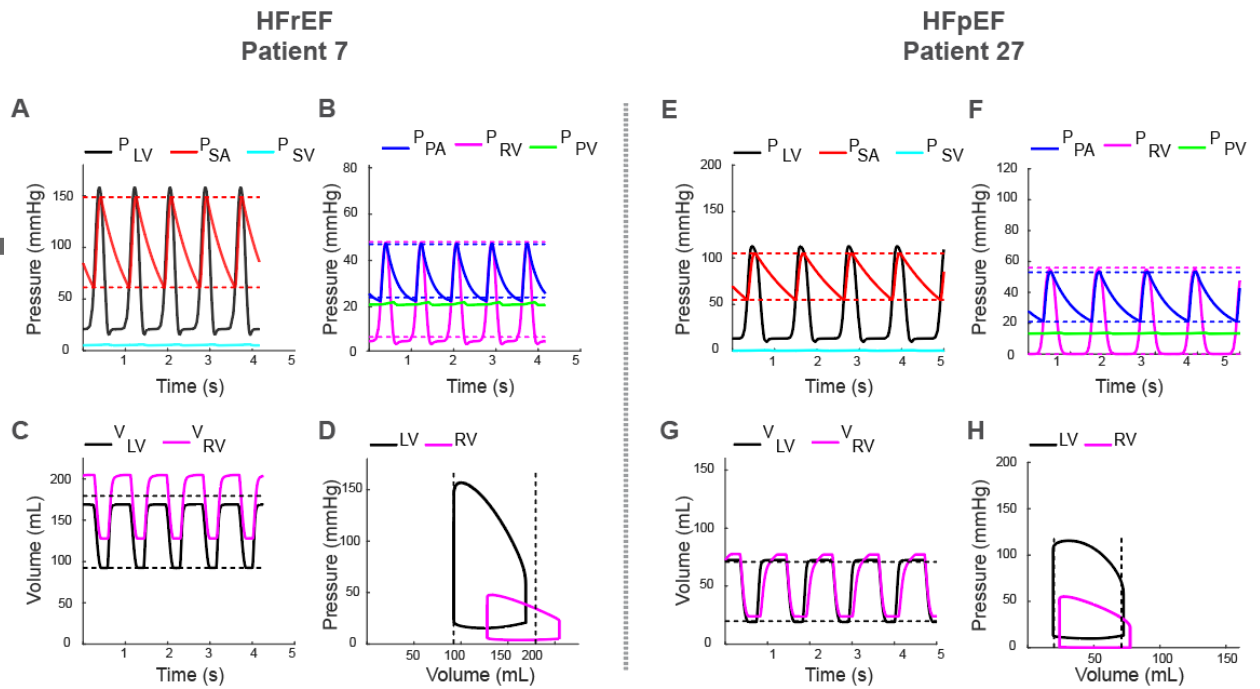 HFrEF
Patient 7
HFpEF
Patient 27
A
P LV P SA P SV
Pressure (mmHg)
150
100
50
0
1 2 3 4 5
Time (s)
B
P PA P RV P PV
Pressure (mmHg)
80
60
40
20
0
1 2 3 4 5
Time (s)
E
P LV P SA P SV
Pressure (mmHg)
200
150
100
50
0
1 2 3 4 5
Time (s)
F
P PA P RV P PV
Pressure (mmHg)
120
100
80
60
40
20
0
1 2 3 4 5
Time (s)
C
V LV V RV
Volume (mL)
200
150
100
50
0
1 2 3 4 5
Time (s)
D
LV RV
Pressure (mmHg)
150
100
50
0
50 100 150 200
Volume (mL)
G
V LV V RV
Volume (mL)
150
100
50
0
1 2 3 4 5
Time (s)
H
LV RV
Pressure (mmHg)
200
150
100
50
0
50 100 150
Volume (mL)